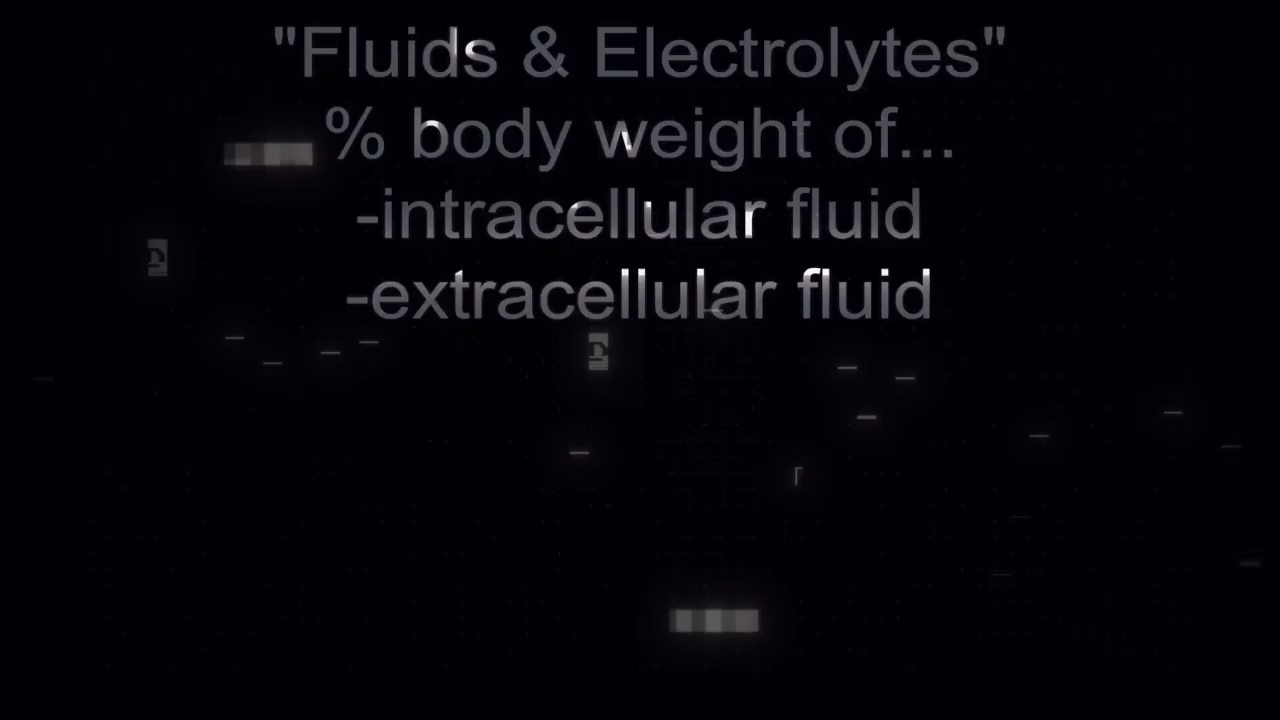 "Fluids & Electrolytes"
% body weight of...
-intracellular fluid
-extracellular fluid